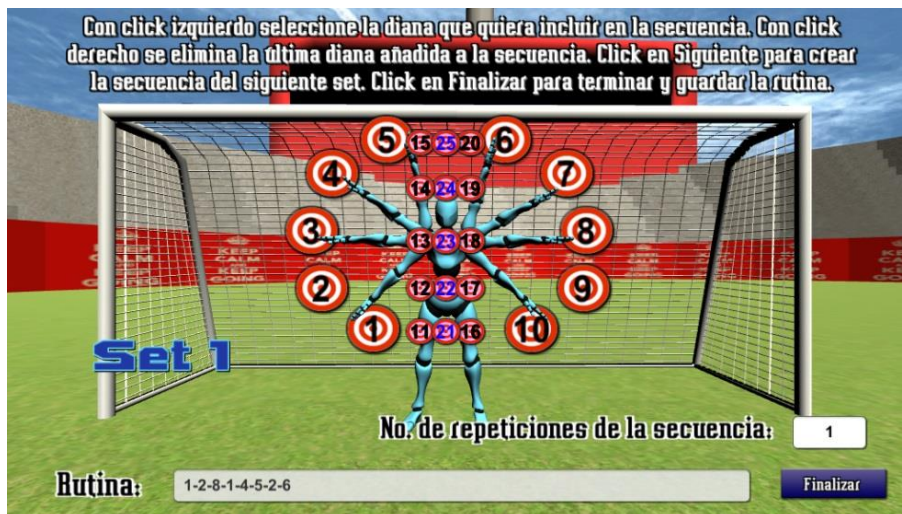 Con click izquierdo seleccione la diana que quiera incluir en la secuencia. Con click
derecho se elimina la última diana añadida a la secuencia. Click en Siguiente para crear
la secuencia del siguiente set. Click en Finalizar para terminar y guardar la rutina.
5 15 25 20 6
4 14 24 19 7
3 13 23 18 8
2 12 22 17 9
1 11 21 16 10
KEEP CALM KEEP GOING
Set 1
No. de repeticiones de la secuencia: 1
Rutina: 1-2-8-1-4-5-2-6 Finalizar